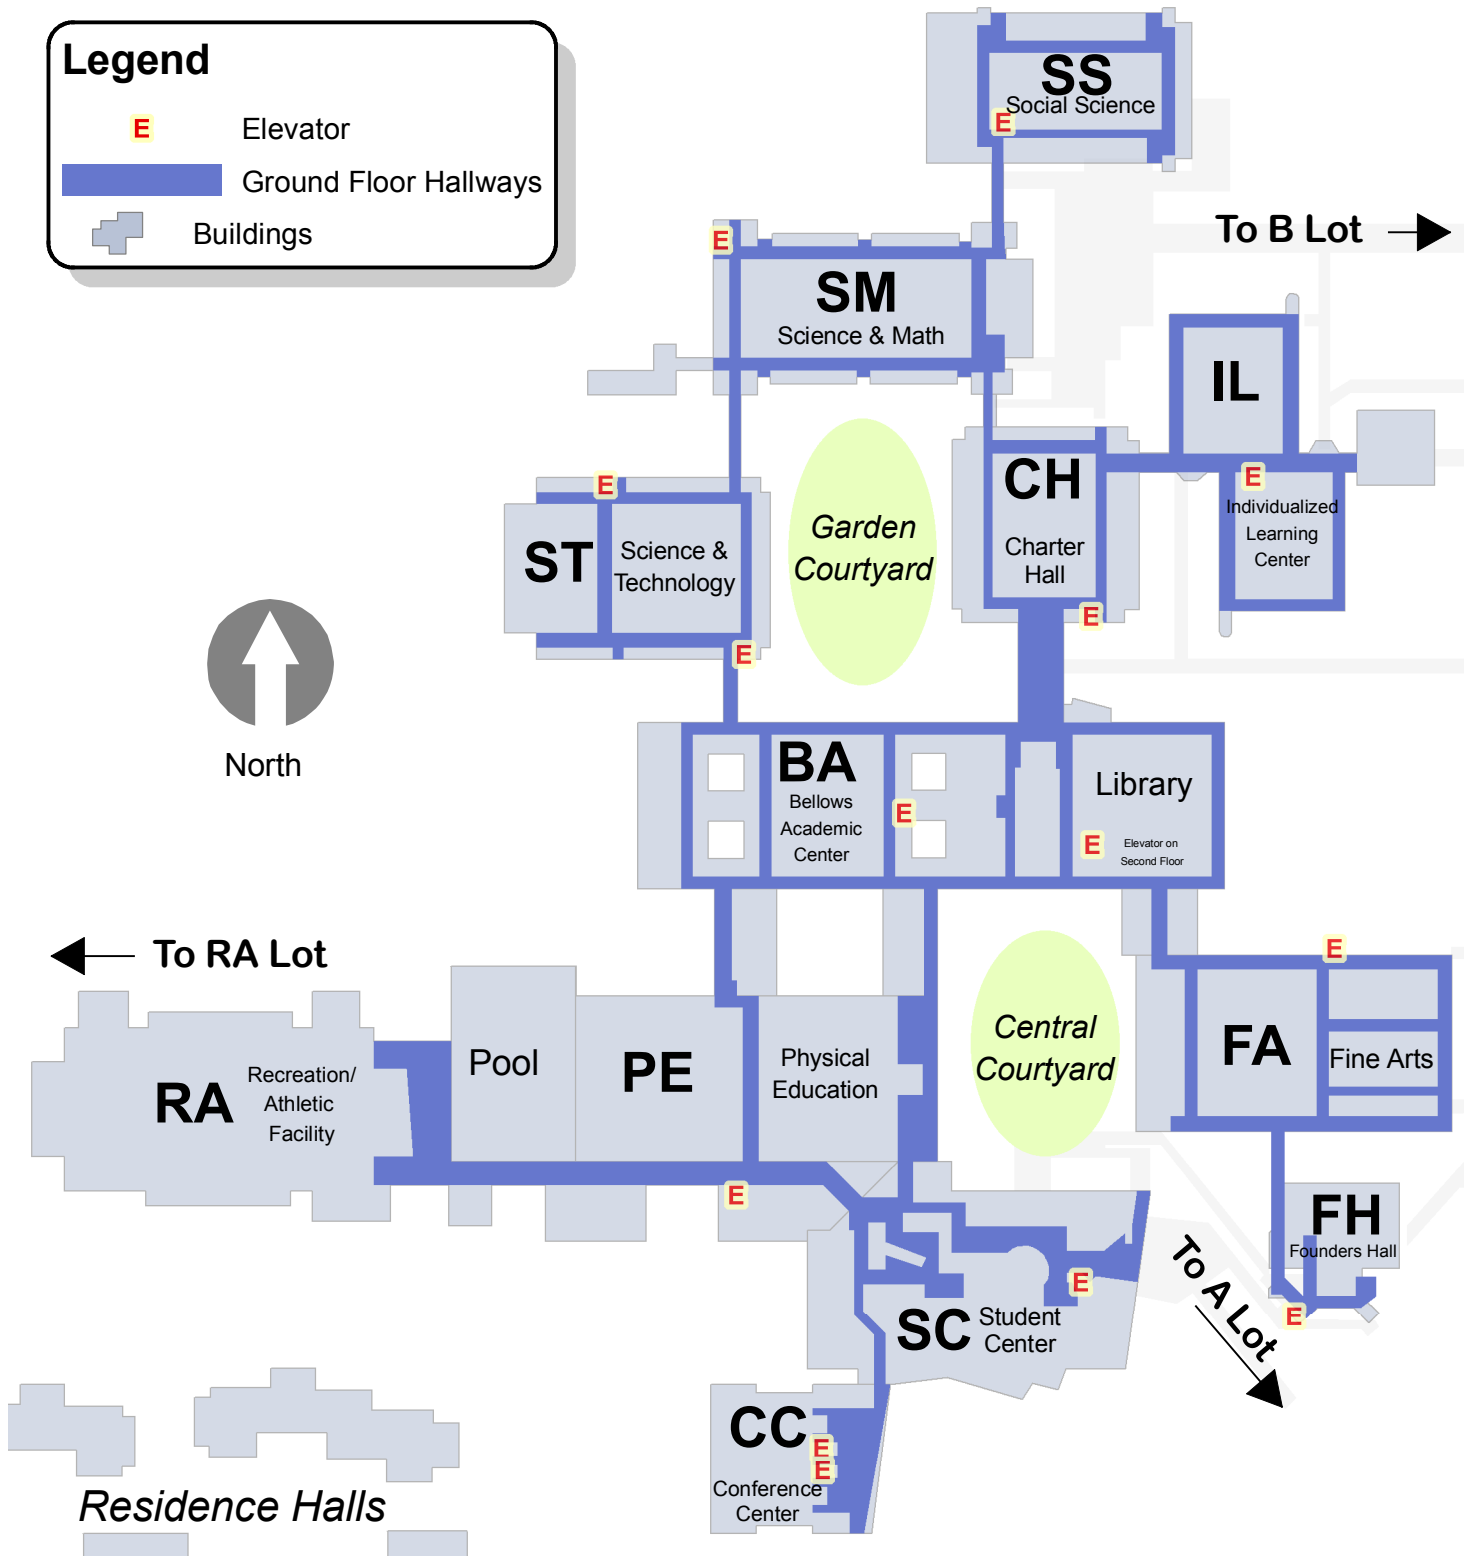 Legend
E Elevator
Ground Floor Hallways
Buildings
SS
Social Science
E
To B Lot
E
SM
Science & Math
IL
E
Individualized
Learning
Center
CH
Charter
Hall
E
E
ST
Science &
Technology
E
Garden
Courtyard
North
BA
Bellows
Academic
Center
E
Library
E
Elevator on
Second Floor
To RA Lot
E
RA
Recreation/
Athletic
Facility
Pool
PE
Physical
Education
Central
Courtyard
FA
Fine Arts
E
FH
Founders Hall
E
To A Lot
E
SC
Student
Center
CC
E
E
Conference
Center
Residence Halls